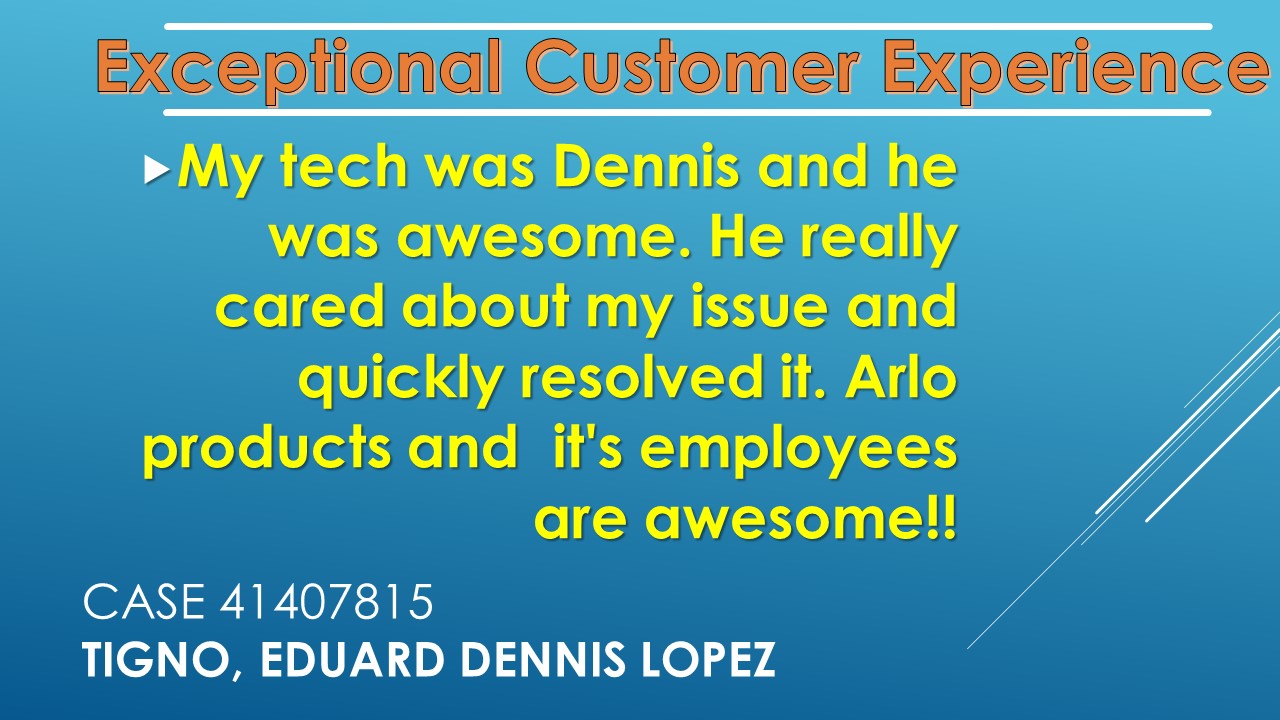 Exceptional Customer Experience
My tech was Dennis and he
was awesome. He really
cared about my issue and
quickly resolved it. Arlo
products and  it's employees
are awesome!!
CASE 41407815
TIGNO, EDUARD DENNIS LOPEZ